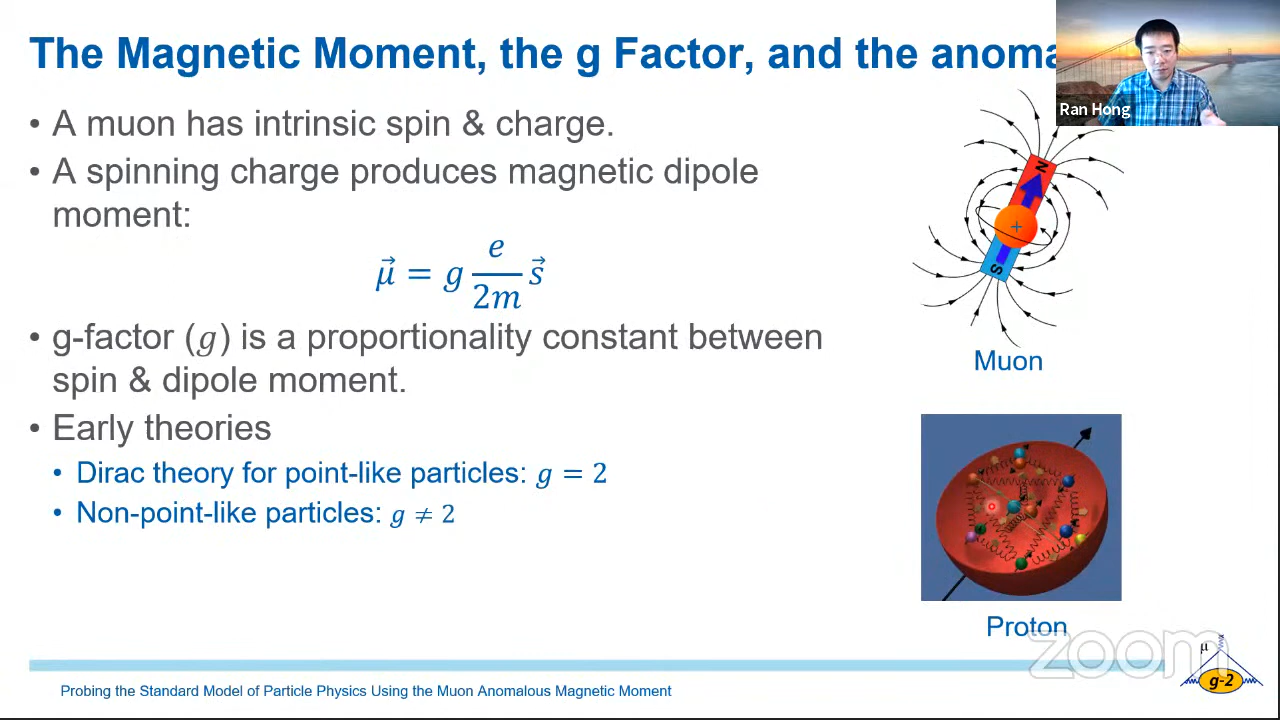 The Magnetic Moment, the g Factor, and the anoma
Ran Hong
• A muon has intrinsic spin & charge.
• A spinning charge produces magnetic dipole
moment:
μ⃗ = g e/2m s⃗
• g-factor (g) is a proportionality constant between
spin & dipole moment.
• Early theories
• Dirac theory for point-like particles: g = 2
• Non-point-like particles: g ≠ 2
N
+
S
Muon
Proton
zoom
μ
g-2
Probing the Standard Model of Particle Physics Using the Muon Anomalous Magnetic Moment